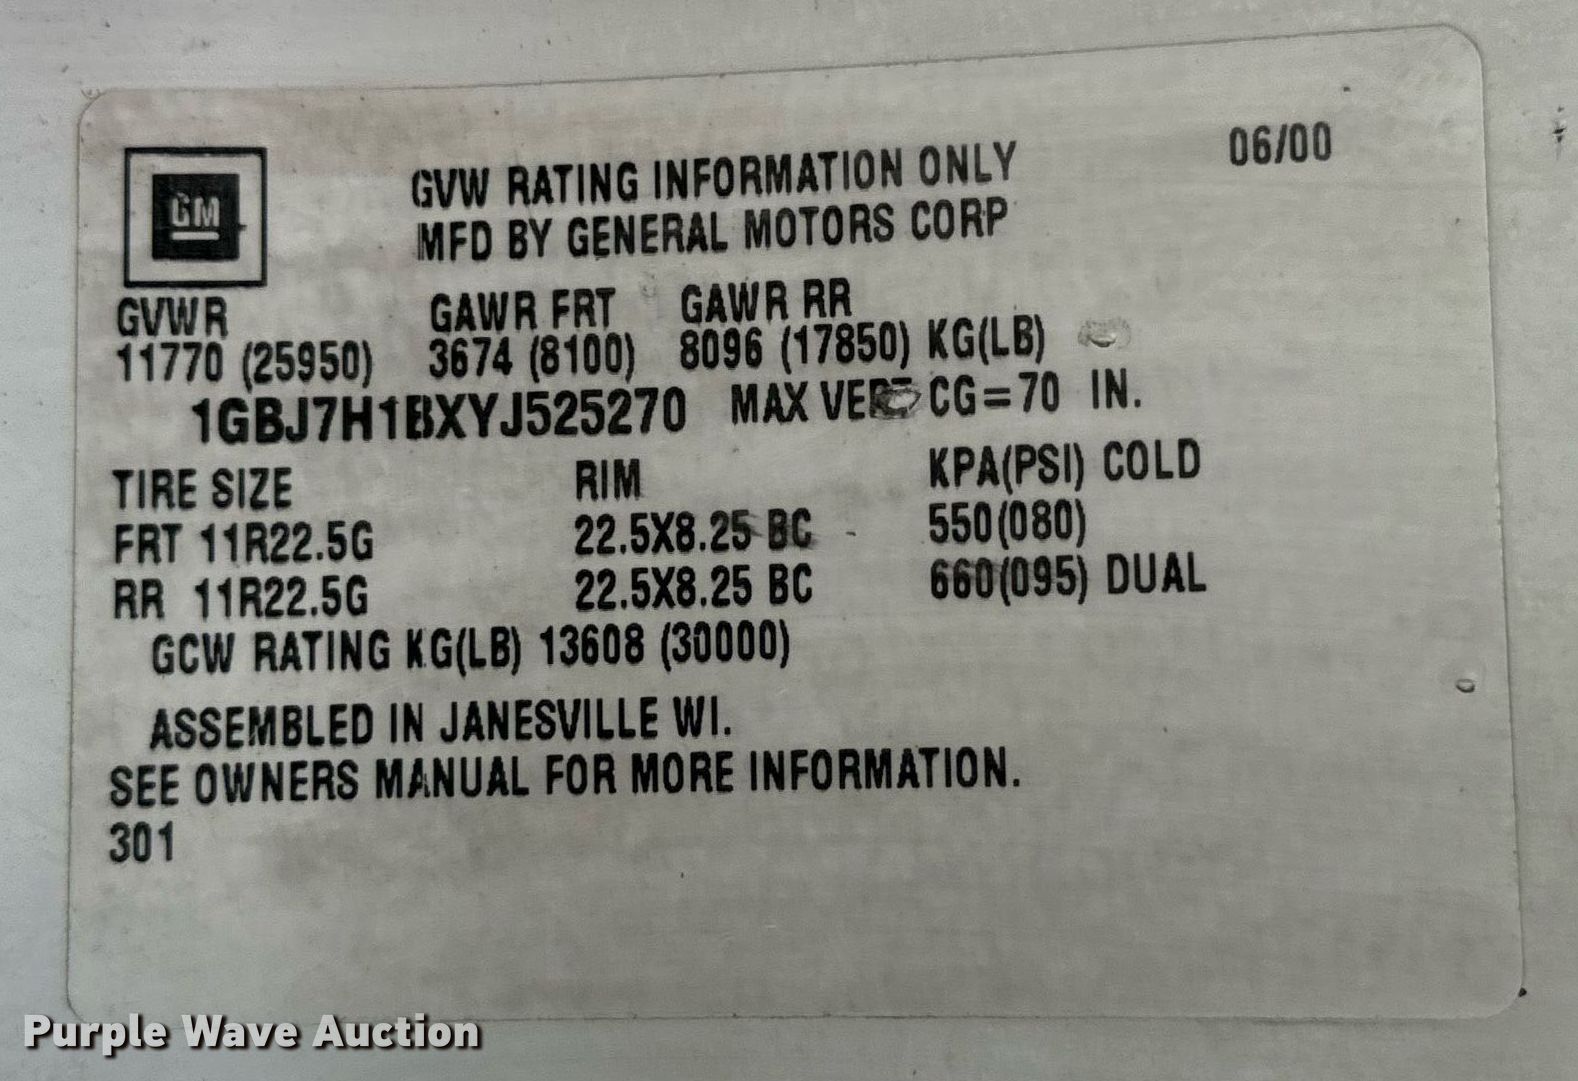 GM
GVW RATING INFORMATION ONLY 06/00
MFD BY GENERAL MOTORS CORP
GVWR GAWR FRT GAWR RR
11770 (25950) 3674 (8100) 8096 (17850) KG(LB)
1GBJ7H1BXYJ525270 MAX VERT CG=70 IN.
TIRE SIZE RIM KPA(PSI) COLD
FRT 11R22.5G 22.5X8.25 BC 550(080)
RR 11R22.5G 22.5X8.25 BC 660(095) DUAL
GCW RATING KG(LB) 13608 (30000)
ASSEMBLED IN JANESVILLE WI.
SEE OWNERS MANUAL FOR MORE INFORMATION.
301
Purple Wave Auction